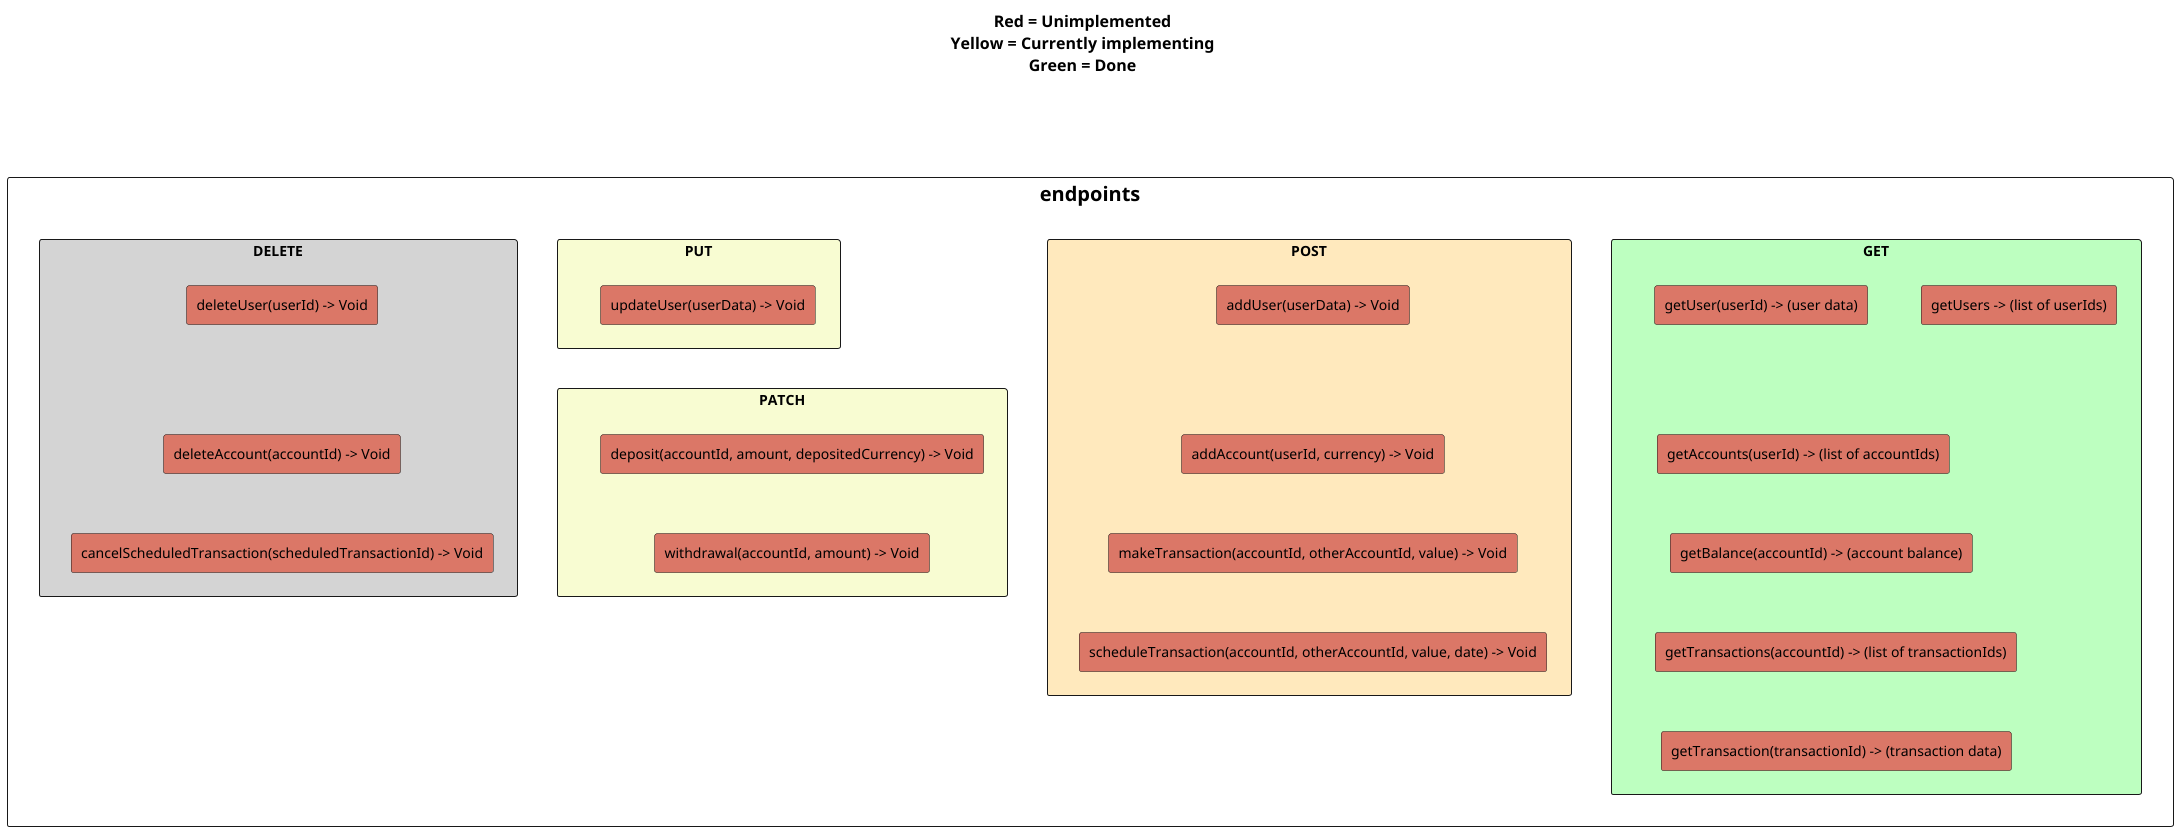 Red = Unimplemented
Yellow = Currently implementing
Green = Done
endpoints
DELETE
deleteUser(userId) -> Void
deleteAccount(accountId) -> Void
cancelScheduledTransaction(scheduledTransactionId) -> Void
PUT
updateUser(userData) -> Void
PATCH
deposit(accountId, amount, depositedCurrency) -> Void
withdrawal(accountId, amount) -> Void
POST
addUser(userData) -> Void
addAccount(userId, currency) -> Void
makeTransaction(accountId, otherAccountId, value) -> Void
scheduleTransaction(accountId, otherAccountId, value, date) -> Void
GET
getUser(userId) -> (user data)
getUsers -> (list of userIds)
getAccounts(userId) -> (list of accountIds)
getBalance(accountId) -> (account balance)
getTransactions(accountId) -> (list of transactionIds)
getTransaction(transactionId) -> (transaction data)